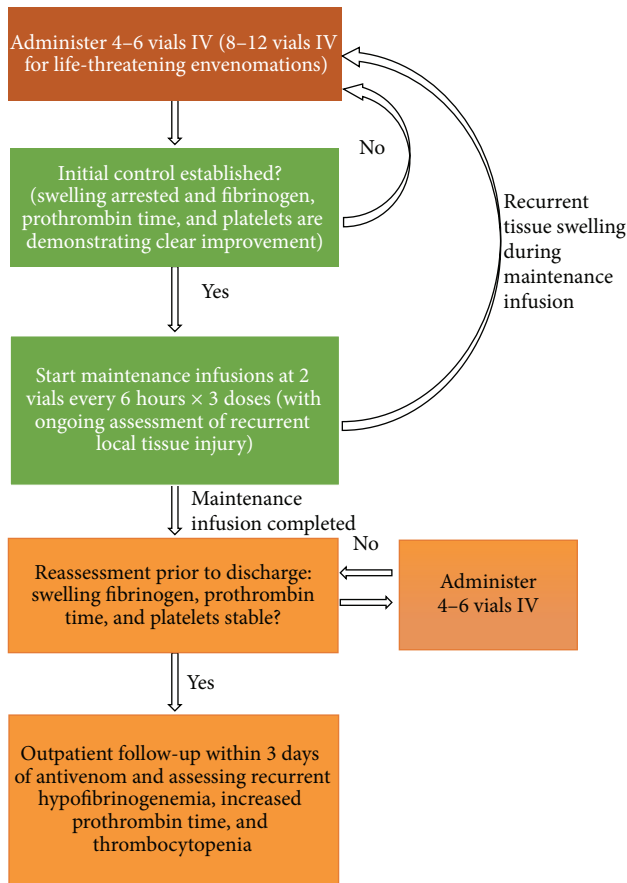 Administer 4–6 vials IV (8–12 vials IV
for life-threatening envenomations)
No
Initial control established?
(swelling arrested and fibrinogen,
prothrombin time, and platelets are
demonstrating clear improvement)
Recurrent
tissue swelling
during
maintenance
infusion
Yes
Start maintenance infusions at 2
vials every 6 hours × 3 doses (with
ongoing assessment of recurrent
local tissue injury)
Maintenance
infusion completed
No
Reassessment prior to discharge:
swelling fibrinogen, prothrombin
time, and platelets stable?
Administer
4–6 vials IV
Yes
Outpatient follow-up within 3 days
of antivenom and assessing recurrent
hypofibrinogenemia, increased
prothrombin time, and
thrombocytopenia